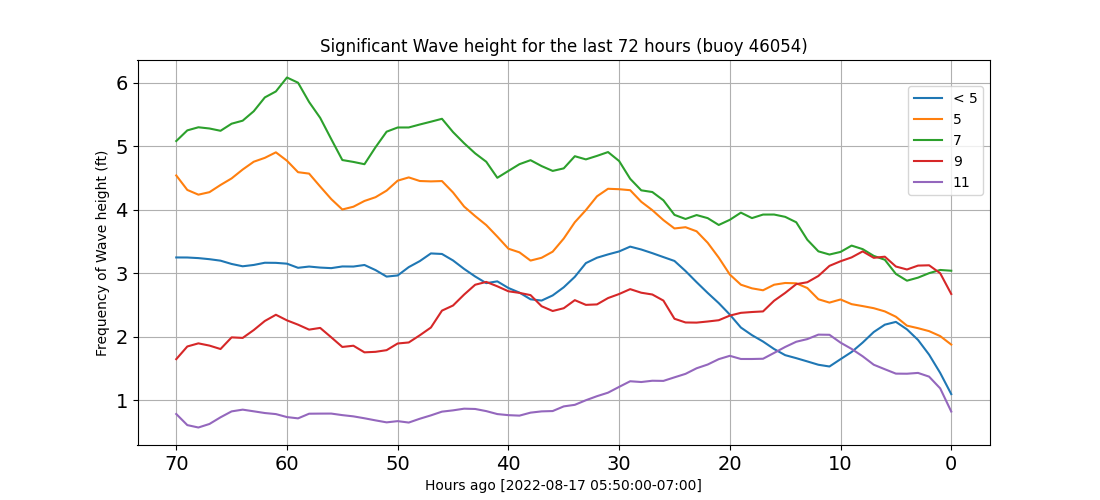 Significant Wave height for the last 72 hours (buoy 46054)
Frequency of Wave height (ft)
6
5
4
3
2
1
< 5
5
7
9
11
70 60 50 40 30 20 10 0
Hours ago [2022-08-17 05:50:00-07:00]